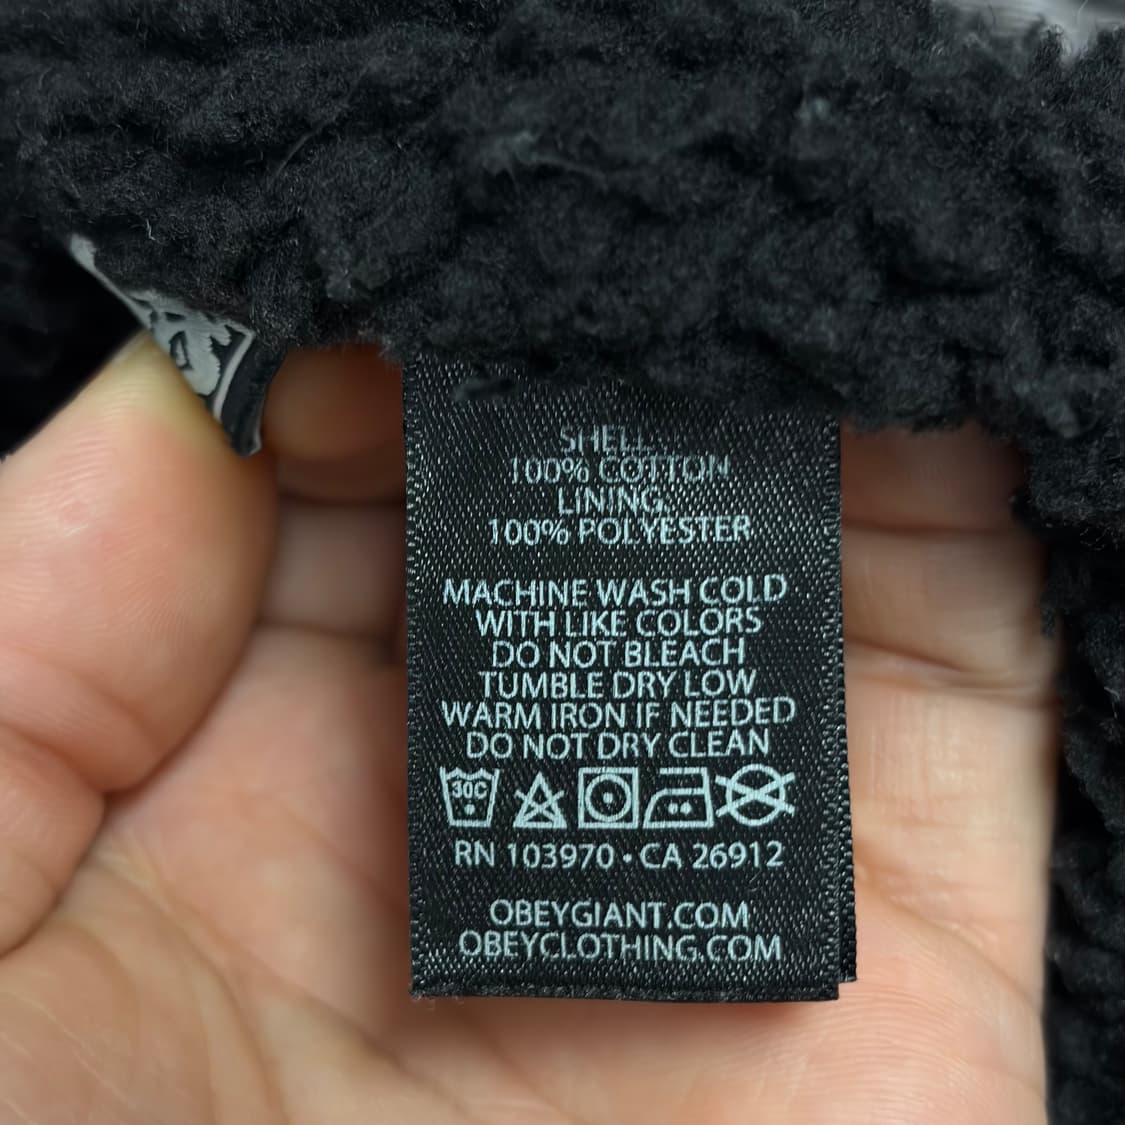 SHELL
100% COTTON
LINING
100% POLYESTER
MACHINE WASH COLD
WITH LIKE COLORS
DO NOT BLEACH
TUMBLE DRY LOW
WARM IRON IF NEEDED
DO NOT DRY CLEAN
30C
RN 103970 • CA 26912
OBEYGIANT.COM
OBEYCLOTHING.COM